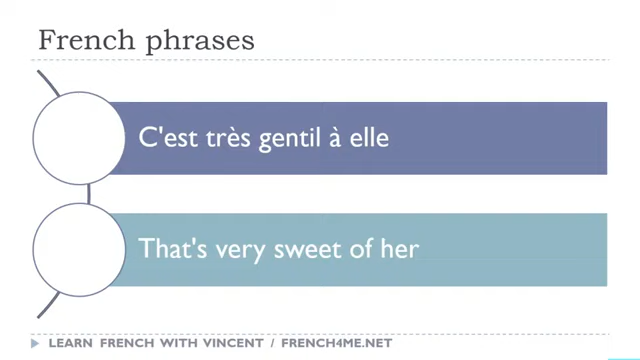 French phrases
C'est très gentil à elle
That's very sweet of her
LEARN FRENCH WITH VINCENT / FRENCH4ME.NET